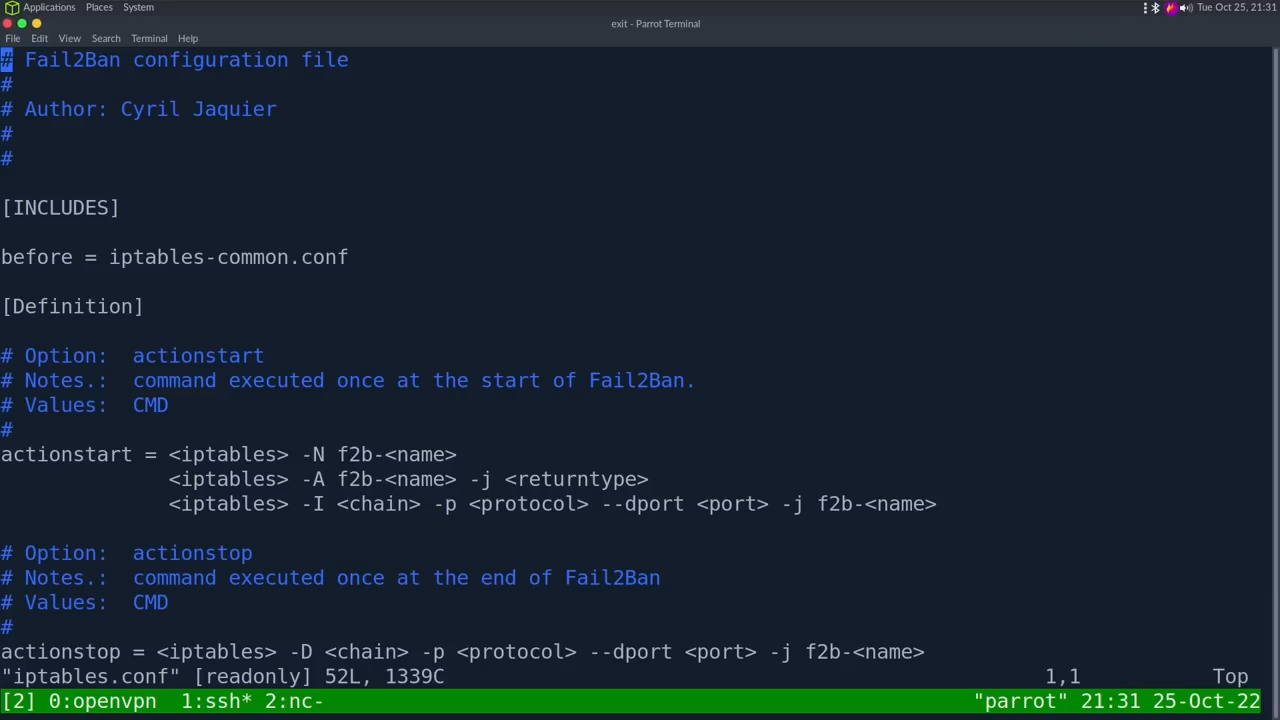 Applications Places System Tue Oct 25, 21:31
exit - Parrot Terminal
File Edit View Search Terminal Help
# Fail2Ban configuration file
#
# Author: Cyril Jaquier
#
#
[INCLUDES]
before = iptables-common.conf
[Definition]
# Option:  actionstart
# Notes.:  command executed once at the start of Fail2Ban.
# Values:  CMD
#
actionstart = <iptables> -N f2b-<name>
              <iptables> -A f2b-<name> -j <returntype>
              <iptables> -I <chain> -p <protocol> --dport <port> -j f2b-<name>
# Option:  actionstop
# Notes.:  command executed once at the end of Fail2Ban
# Values:  CMD
#
actionstop = <iptables> -D <chain> -p <protocol> --dport <port> -j f2b-<name>
"iptables.conf" [readonly] 52L, 1339C 1,1 Top
[2] 0:openvpn  1:ssh* 2:nc- "parrot" 21:31 25-Oct-22